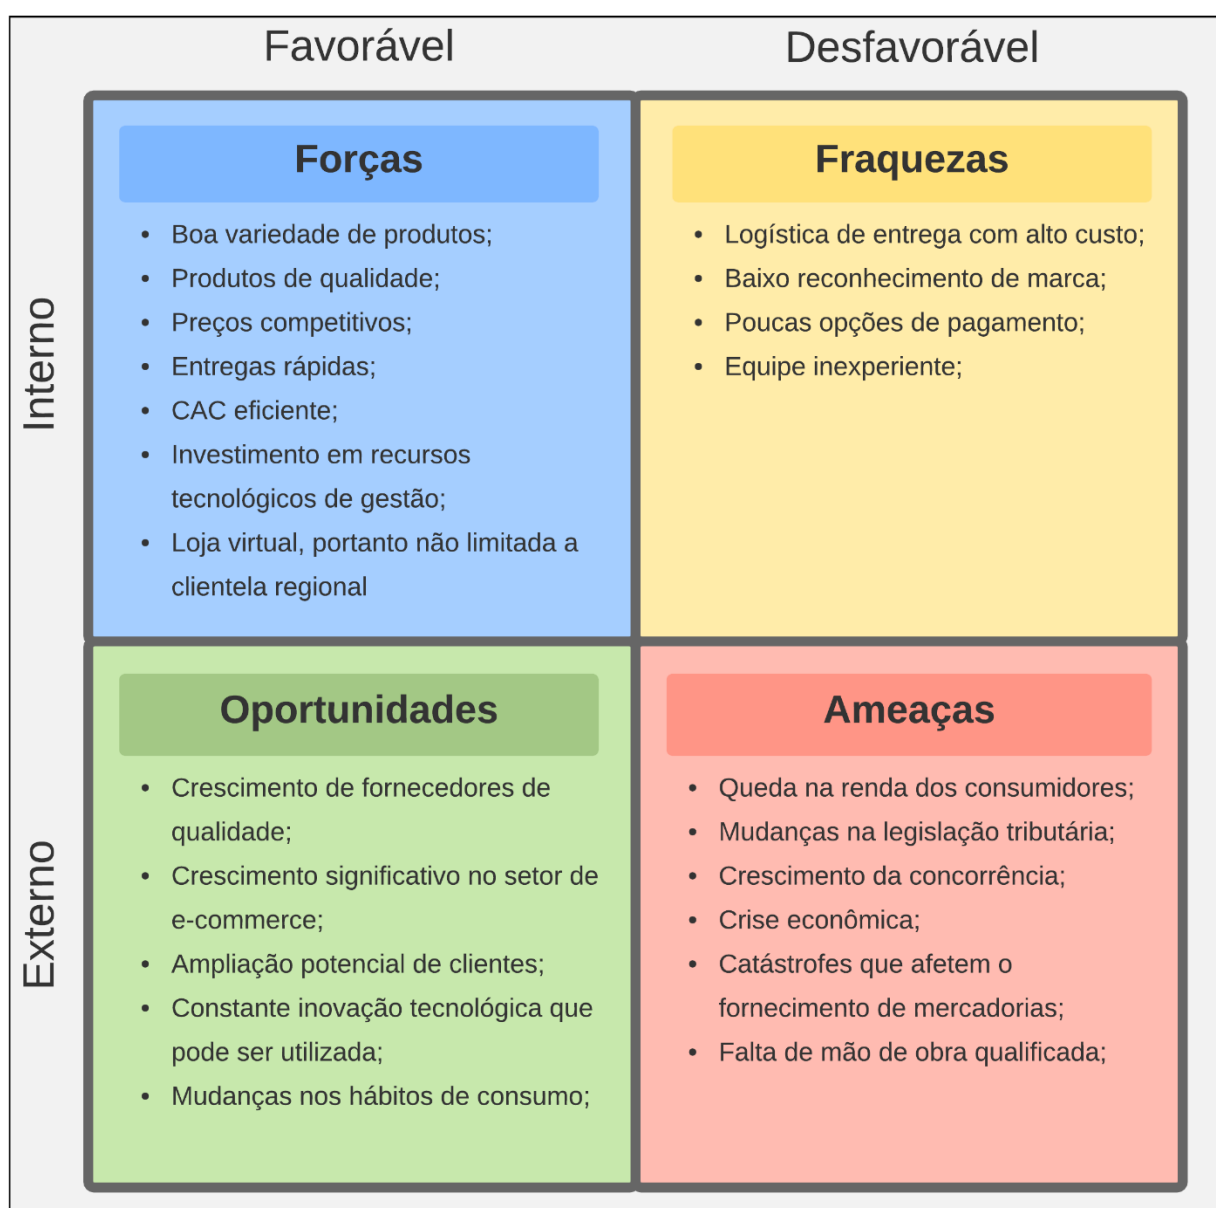 Favorável
Desfavorável
Interno
Forças
• Boa variedade de produtos;
• Produtos de qualidade;
• Preços competitivos;
• Entregas rápidas;
• CAC eficiente;
• Investimento em recursos
tecnológicos de gestão;
• Loja virtual, portanto não limitada a
clientela regional
Fraquezas
• Logística de entrega com alto custo;
• Baixo reconhecimento de marca;
• Poucas opções de pagamento;
• Equipe inexperiente;
Externo
Oportunidades
• Crescimento de fornecedores de
qualidade;
• Crescimento significativo no setor de
e-commerce;
• Ampliação potencial de clientes;
• Constante inovação tecnológica que
pode ser utilizada;
• Mudanças nos hábitos de consumo;
Ameaças
• Queda na renda dos consumidores;
• Mudanças na legislação tributária;
• Crescimento da concorrência;
• Crise econômica;
• Catástrofes que afetem o
fornecimento de mercadorias;
• Falta de mão de obra qualificada;